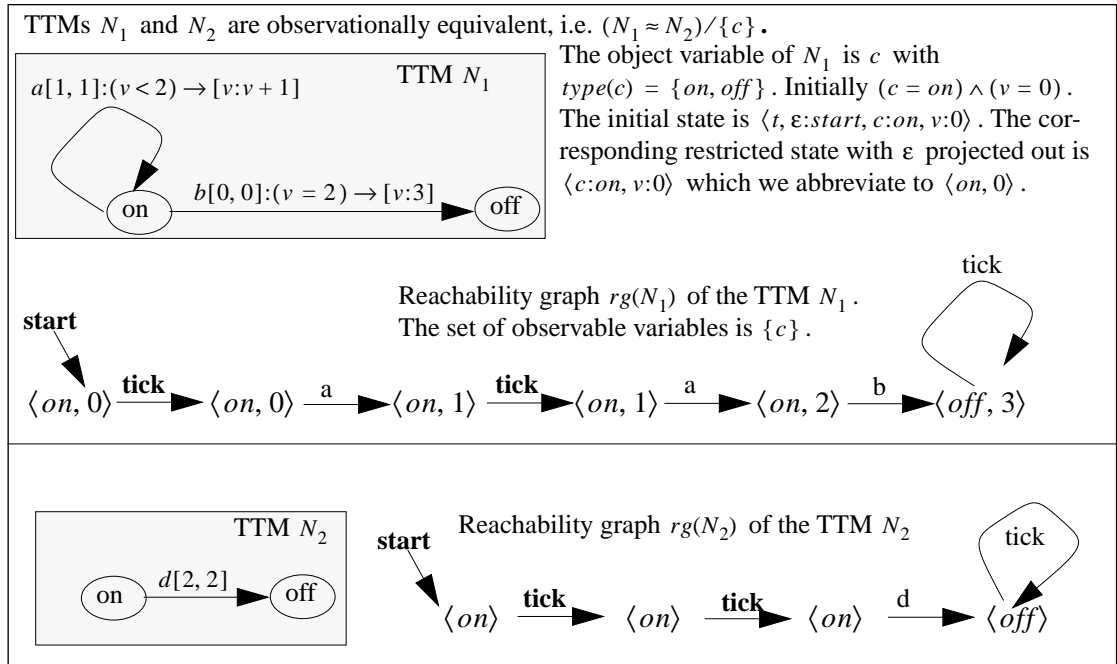 TTMs N₁ and N₂ are observationally equivalent, i.e. (N₁ ≈ N₂)/{c}.
TTM N₁
a[1, 1]:(v < 2) → [v:v + 1]
on
b[0, 0]:(v = 2) → [v:3]
off
The object variable of N₁ is c with
type(c) = {on, off}. Initially (c = on) ∧ (v = 0).
The initial state is ⟨t, ε:start, c:on, v:0⟩. The cor-
responding restricted state with ε projected out is
⟨c:on, v:0⟩ which we abbreviate to ⟨on, 0⟩.
Reachability graph rg(N₁) of the TTM N₁.
The set of observable variables is {c}.
tick
start
⟨on, 0⟩ tick ⟨on, 0⟩ a ⟨on, 1⟩ tick ⟨on, 1⟩ a ⟨on, 2⟩ b ⟨off, 3⟩
TTM N₂
on d[2, 2] off
Reachability graph rg(N₂) of the TTM N₂
start
tick
⟨on⟩ tick ⟨on⟩ tick ⟨on⟩ d ⟨off⟩